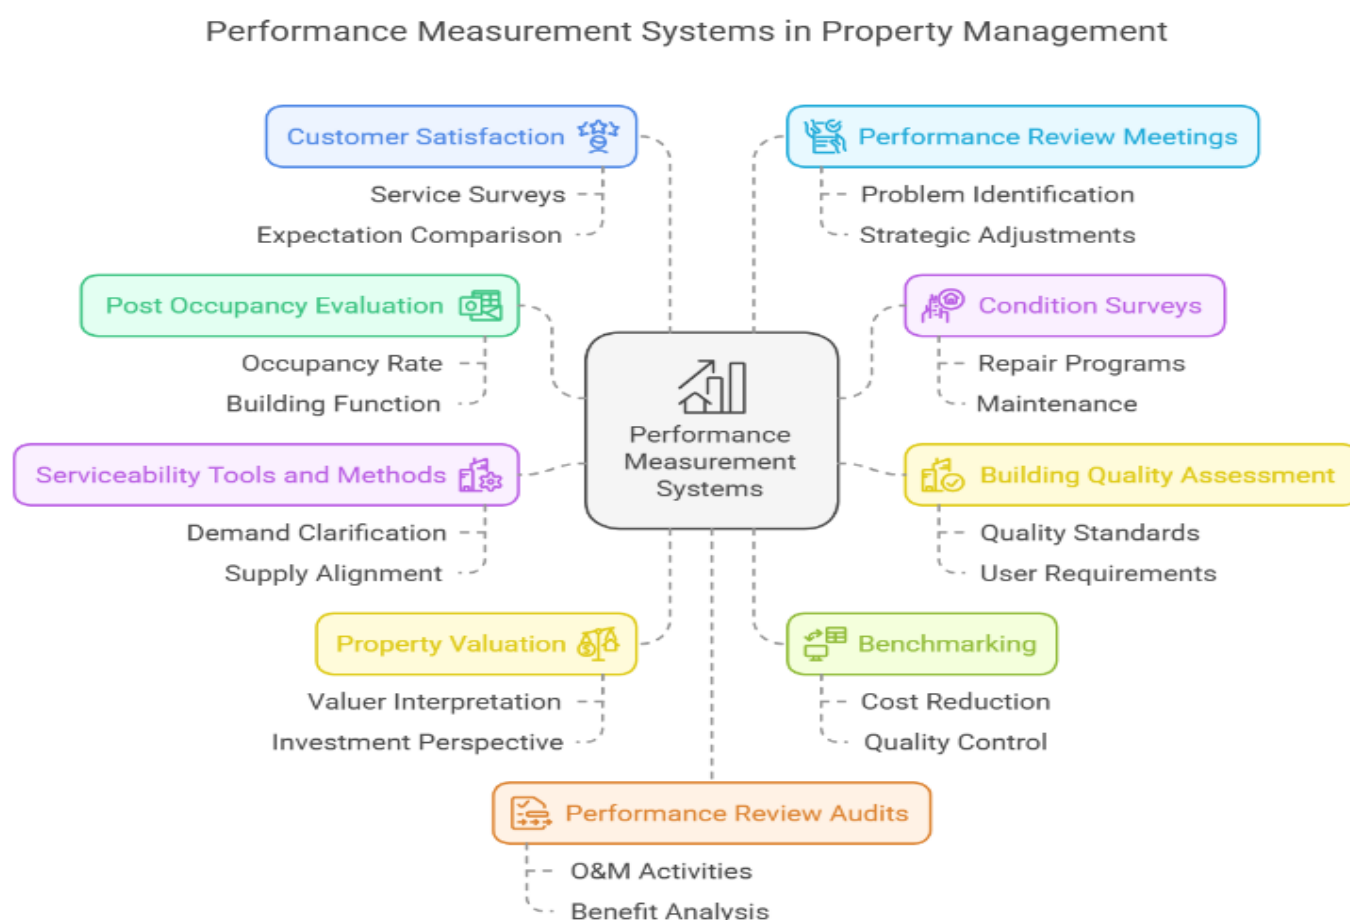 Performance Measurement Systems in Property Management
Customer Satisfaction
Service Surveys
Expectation Comparison
Performance Review Meetings
Problem Identification
Strategic Adjustments
Post Occupancy Evaluation
Occupancy Rate
Building Function
Condition Surveys
Repair Programs
Maintenance
Performance
Measurement
Systems
Serviceability Tools and Methods
Demand Clarification
Supply Alignment
Building Quality Assessment
Quality Standards
User Requirements
Property Valuation
Valuer Interpretation
Investment Perspective
Benchmarking
Cost Reduction
Quality Control
Performance Review Audits
O&M Activities
Benefit Analysis